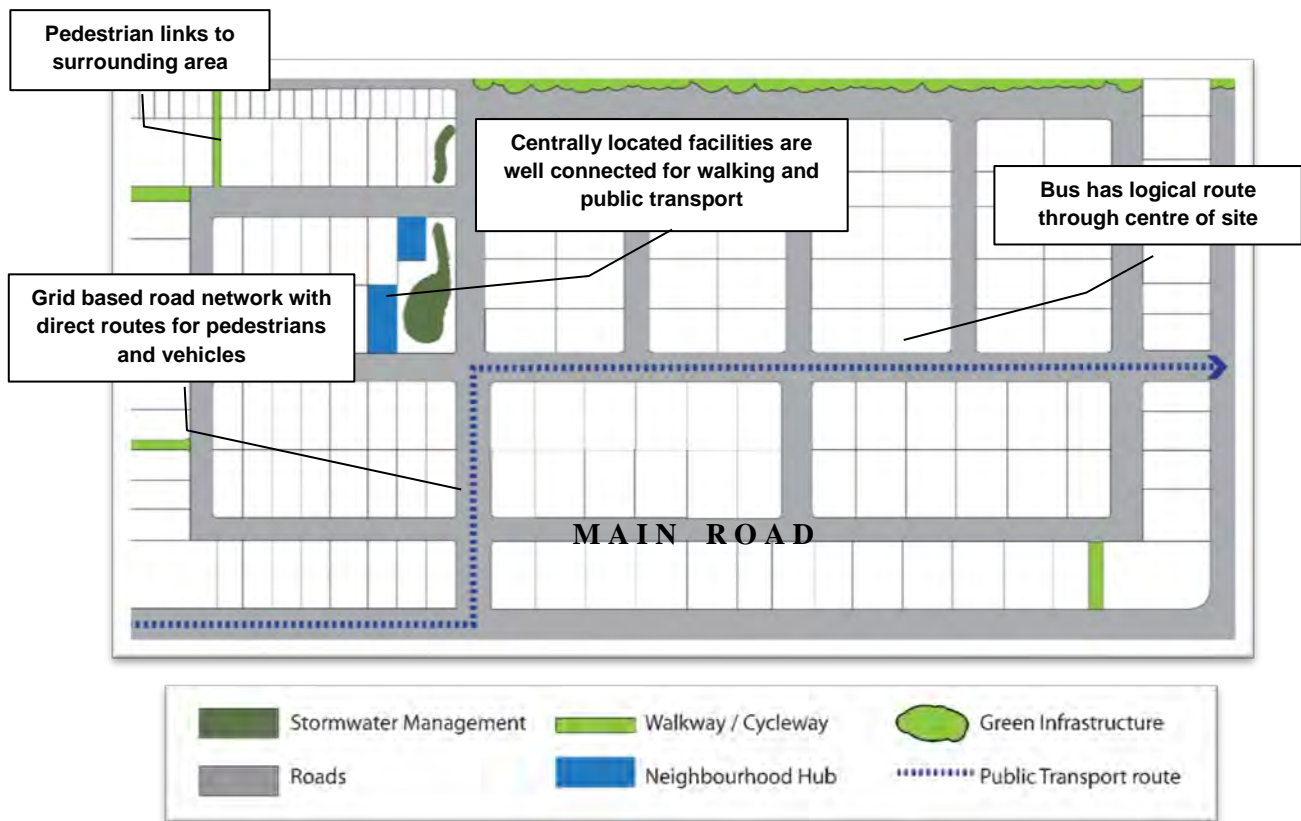 Pedestrian links to
surrounding area
Centrally located facilities are
well connected for walking and
public transport
Bus has logical route
through centre of site
Grid based road network with
direct routes for pedestrians
and vehicles
MAIN ROAD
Stormwater Management
Walkway / Cycleway
Green Infrastructure
Roads
Neighbourhood Hub
Public Transport route